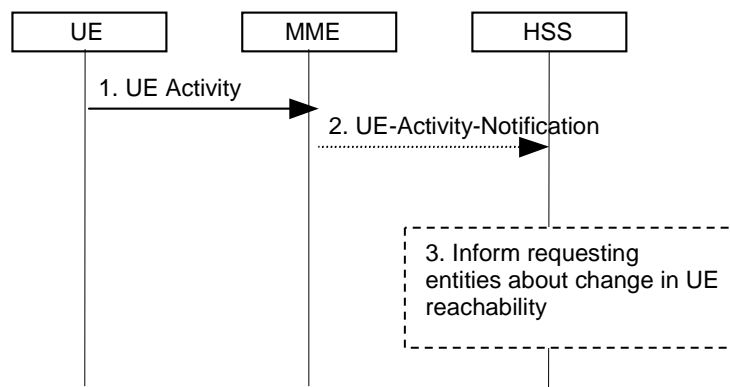 UE
MME
HSS
1. UE Activity
2. UE-Activity-Notification
3. Inform requesting
entities about change in UE
reachability